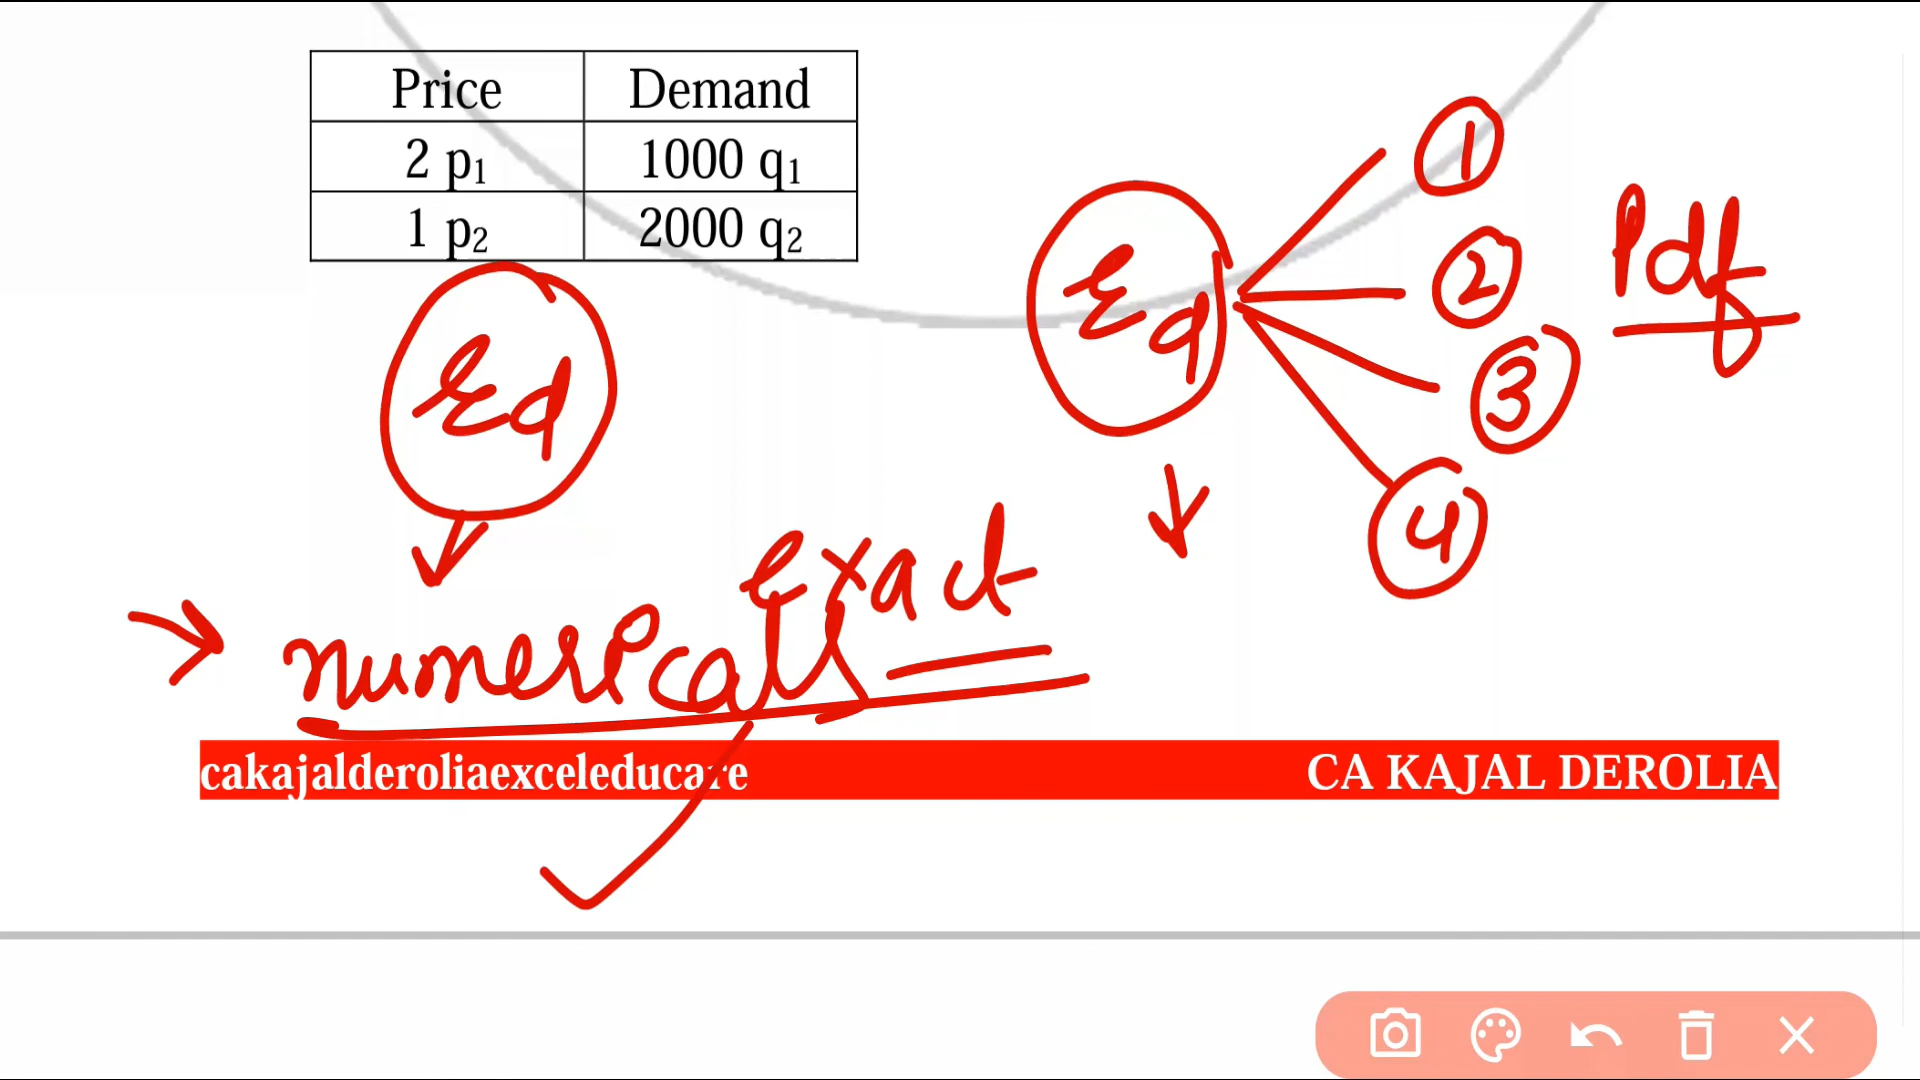 Price Demand
2 p₁ 1000 q₁
1 p₂ 2000 q₂
Ed
Ed
1
2
3
4
Pdf
exact
numericals
cakajalderoliaexceleducare CA KAJAL DEROLIA